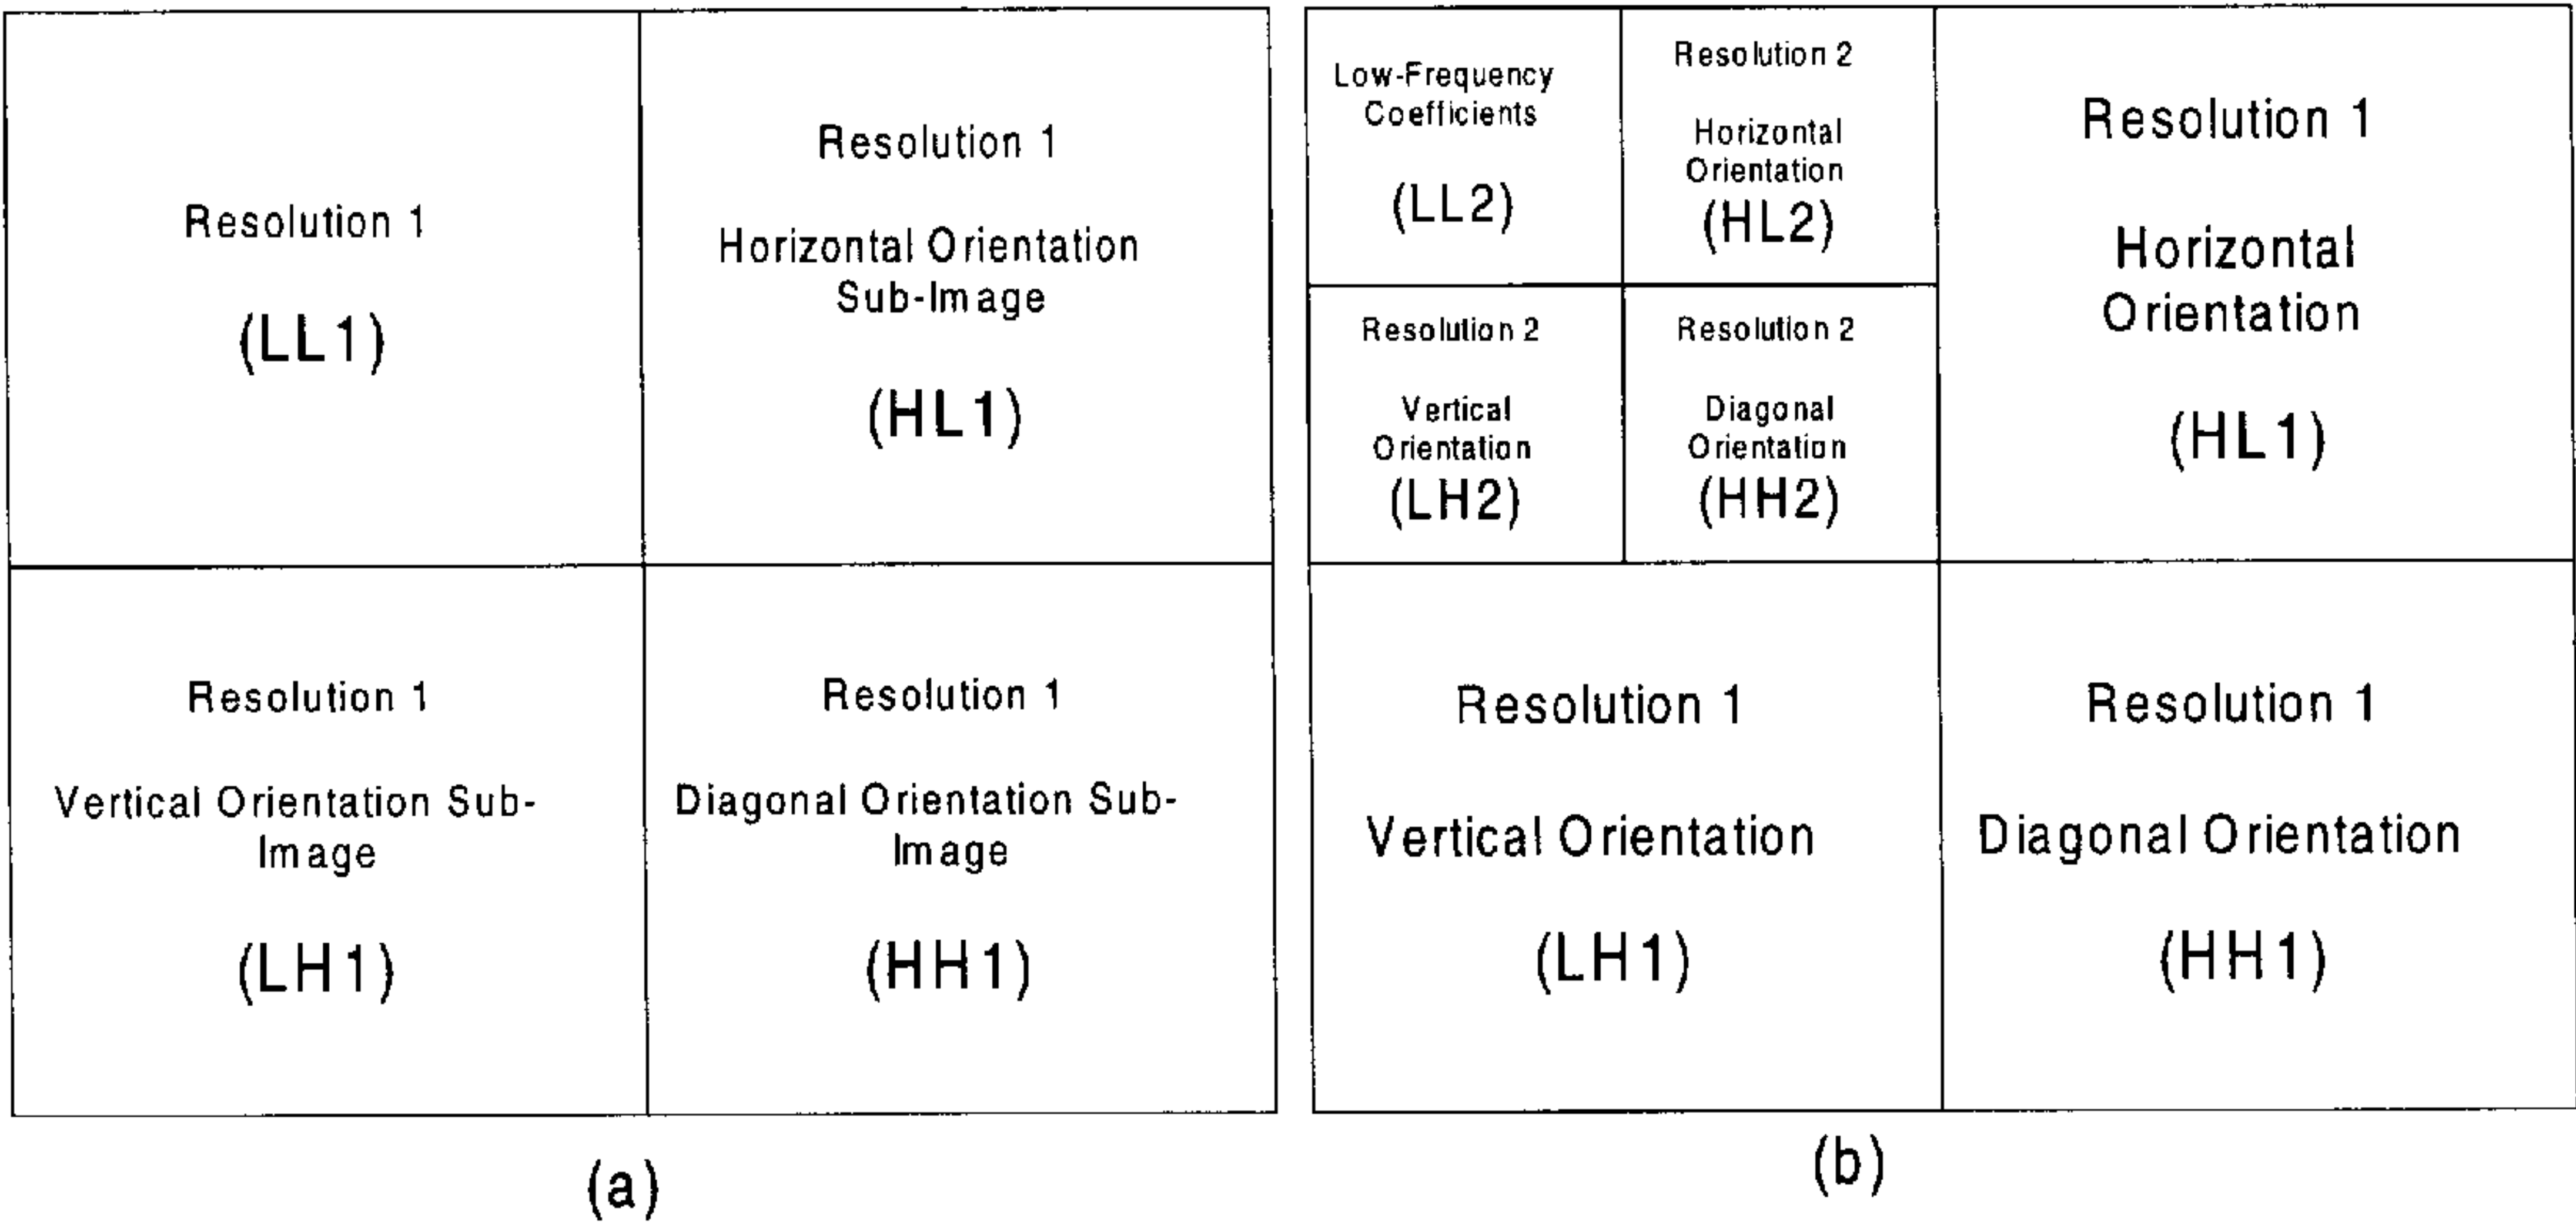 Resolution 1
(LL1)
Resolution 1
Horizontal Orientation
Sub-Image
(HL1)
Resolution 1
Vertical Orientation Sub-
Image
(LH1)
Resolution 1
Diagonal Orientation Sub-
Image
(HH1)
(a)
Low-Frequency
Coefficients
(LL2)
Resolution 2
Horizontal
Orientation
(HL2)
Resolution 2
Vertical
Orientation
(LH2)
Resolution 2
Diagonal
Orientation
(HH2)
Resolution 1
Horizontal
Orientation
(HL1)
Resolution 1
Vertical Orientation
(LH1)
Resolution 1
Diagonal Orientation
(HH1)
(b)